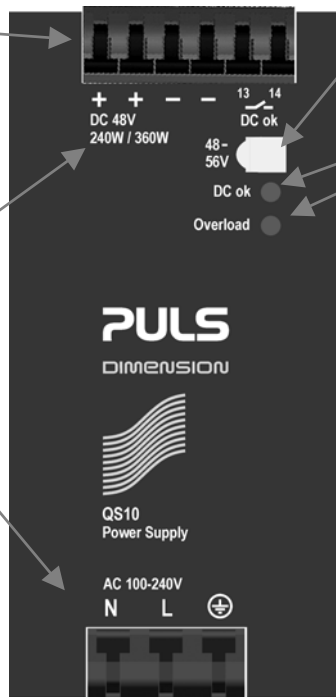 + + − − 13 14
DC 48V
DC ok
240W / 360W
48–
56V
DC ok
Overload
PULS
DIMENSION
QS10
Power Supply
AC 100-240V
N L